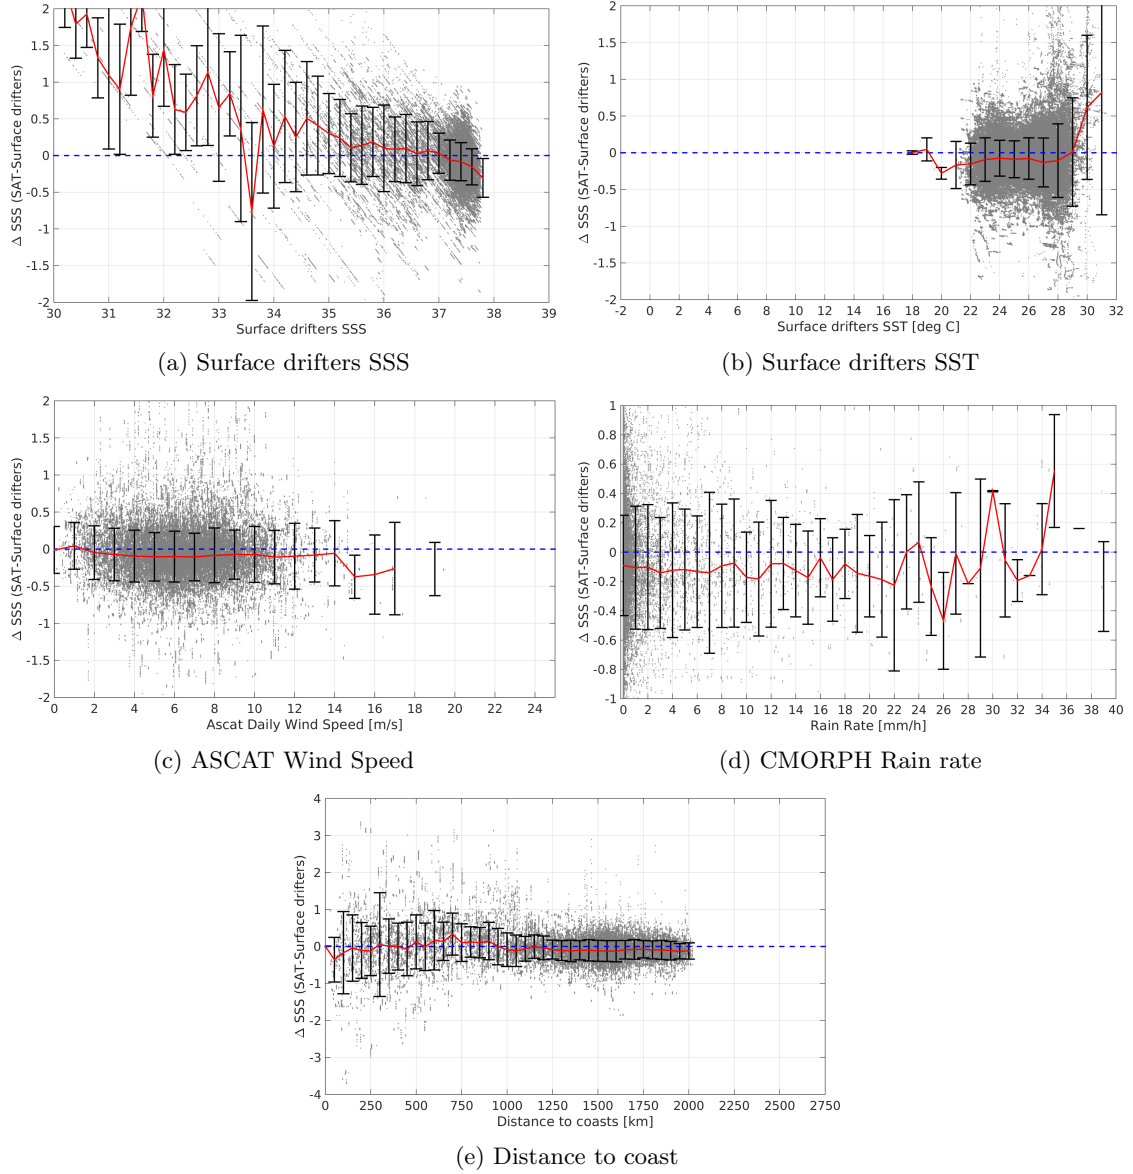 Δ SSS (SAT-Surface drifters)
2
1.5
1
0.5
0
-0.5
-1
-1.5
-2
30 31 32 33 34 35 36 37 38 39
Surface drifters SSS
(a) Surface drifters SSS
Δ SSS (SAT-Surface drifters)
2
1.5
1
0.5
0
-0.5
-1
-1.5
-2
-2 0 2 4 6 8 10 12 14 16 18 20 22 24 26 28 30 32
Surface drifters SST [deg C]
(b) Surface drifters SST
Δ SSS (SAT-Surface drifters)
2
1.5
1
0.5
0
-0.5
-1
-1.5
-2
0 2 4 6 8 10 12 14 16 18 20 22 24
Ascat Daily Wind Speed [m/s]
(c) ASCAT Wind Speed
Δ SSS (SAT-Surface drifters)
1
0.8
0.6
0.4
0.2
0
-0.2
-0.4
-0.6
-0.8
-1
0 2 4 6 8 10 12 14 16 18 20 22 24 26 28 30 32 34 36 38 40
Rain Rate [mm/h]
(d) CMORPH Rain rate
Δ SSS (SAT-Surface drifters)
4
3
2
1
0
-1
-2
-3
-4
0 250 500 750 1000 1250 1500 1750 2000 2250 2500 2750
Distance to coasts [km]
(e) Distance to coast